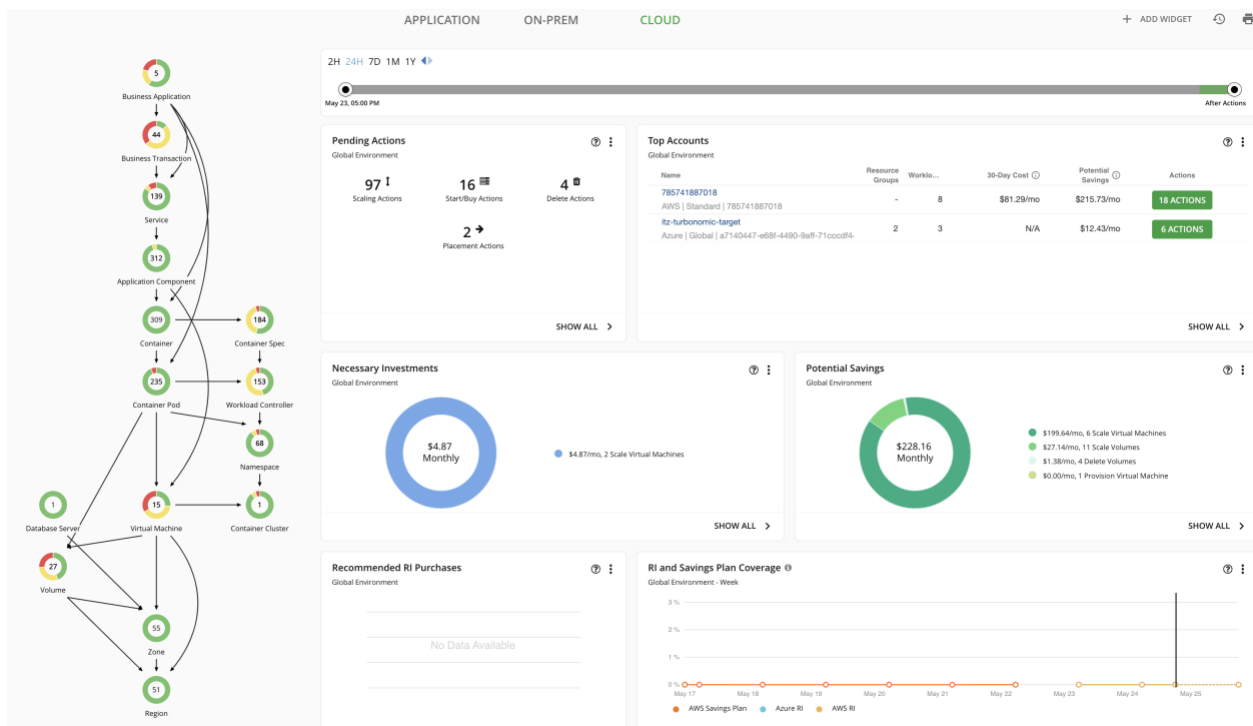 APPLICATION ON-PREM CLOUD
+ ADD WIDGET
5
Business Application
44
Business Transaction
139
Service
312
Application Component
309
Container
184
Container Spec
235
Container Pod
153
Workload Controller
68
Namespace
1
Database Server
15
Virtual Machine
1
Container Cluster
27
Volume
55
Zone
51
Region
2H 24H 7D 1M 1Y
May 23, 05:00 PM
After Actions
Pending Actions
Global Environment
97
Scaling Actions
16
Start/Buy Actions
4
Delete Actions
2
Placement Actions
SHOW ALL
Top Accounts
Global Environment
Name Resource Groups Worklo... 30-Day Cost Potential Savings Actions
785741887018
AWS | Standard | 785741887018
- 8 $81.29/mo $215.73/mo 18 ACTIONS
itz-turbonomic-target
Azure | Global | a7140447-e68f-4490-9aff-71cccdf4-
2 3 N/A $12.43/mo 6 ACTIONS
SHOW ALL
Necessary Investments
Global Environment
$4.87
Monthly
$4.87/mo, 2 Scale Virtual Machines
SHOW ALL
Potential Savings
Global Environment
$228.16
Monthly
$199.64/mo, 6 Scale Virtual Machines
$27.14/mo, 11 Scale Volumes
$1.38/mo, 4 Delete Volumes
$0.00/mo, 1 Provision Virtual Machine
SHOW ALL
Recommended RI Purchases
Global Environment
No Data Available
RI and Savings Plan Coverage
Global Environment - Week
3 %
2 %
1 %
0 %
May 17 May 18 May 19 May 20 May 21 May 22 May 23 May 24 May 25
AWS Savings Plan Azure RI AWS RI